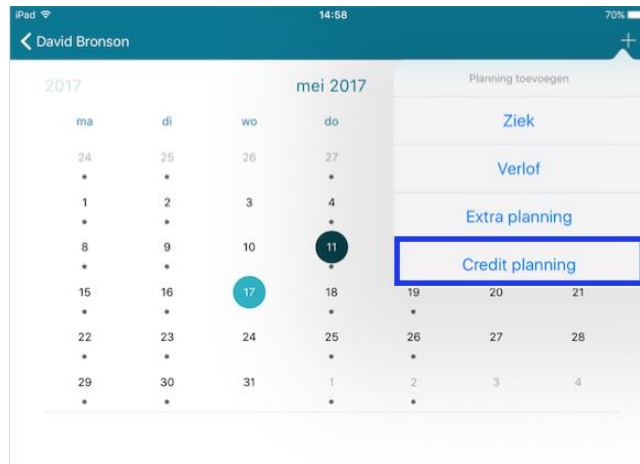 iPad 14:58 70%
David Bronson +
2017 mei 2017 Planning toevoegen
ma di wo do Ziek
24 25 26 27 Verlof
1 2 3 4 Extra planning
8 9 10 11 Credit planning
15 16 17 18 19 20 21
22 23 24 25 26 27 28
29 30 31 1 2 3 4